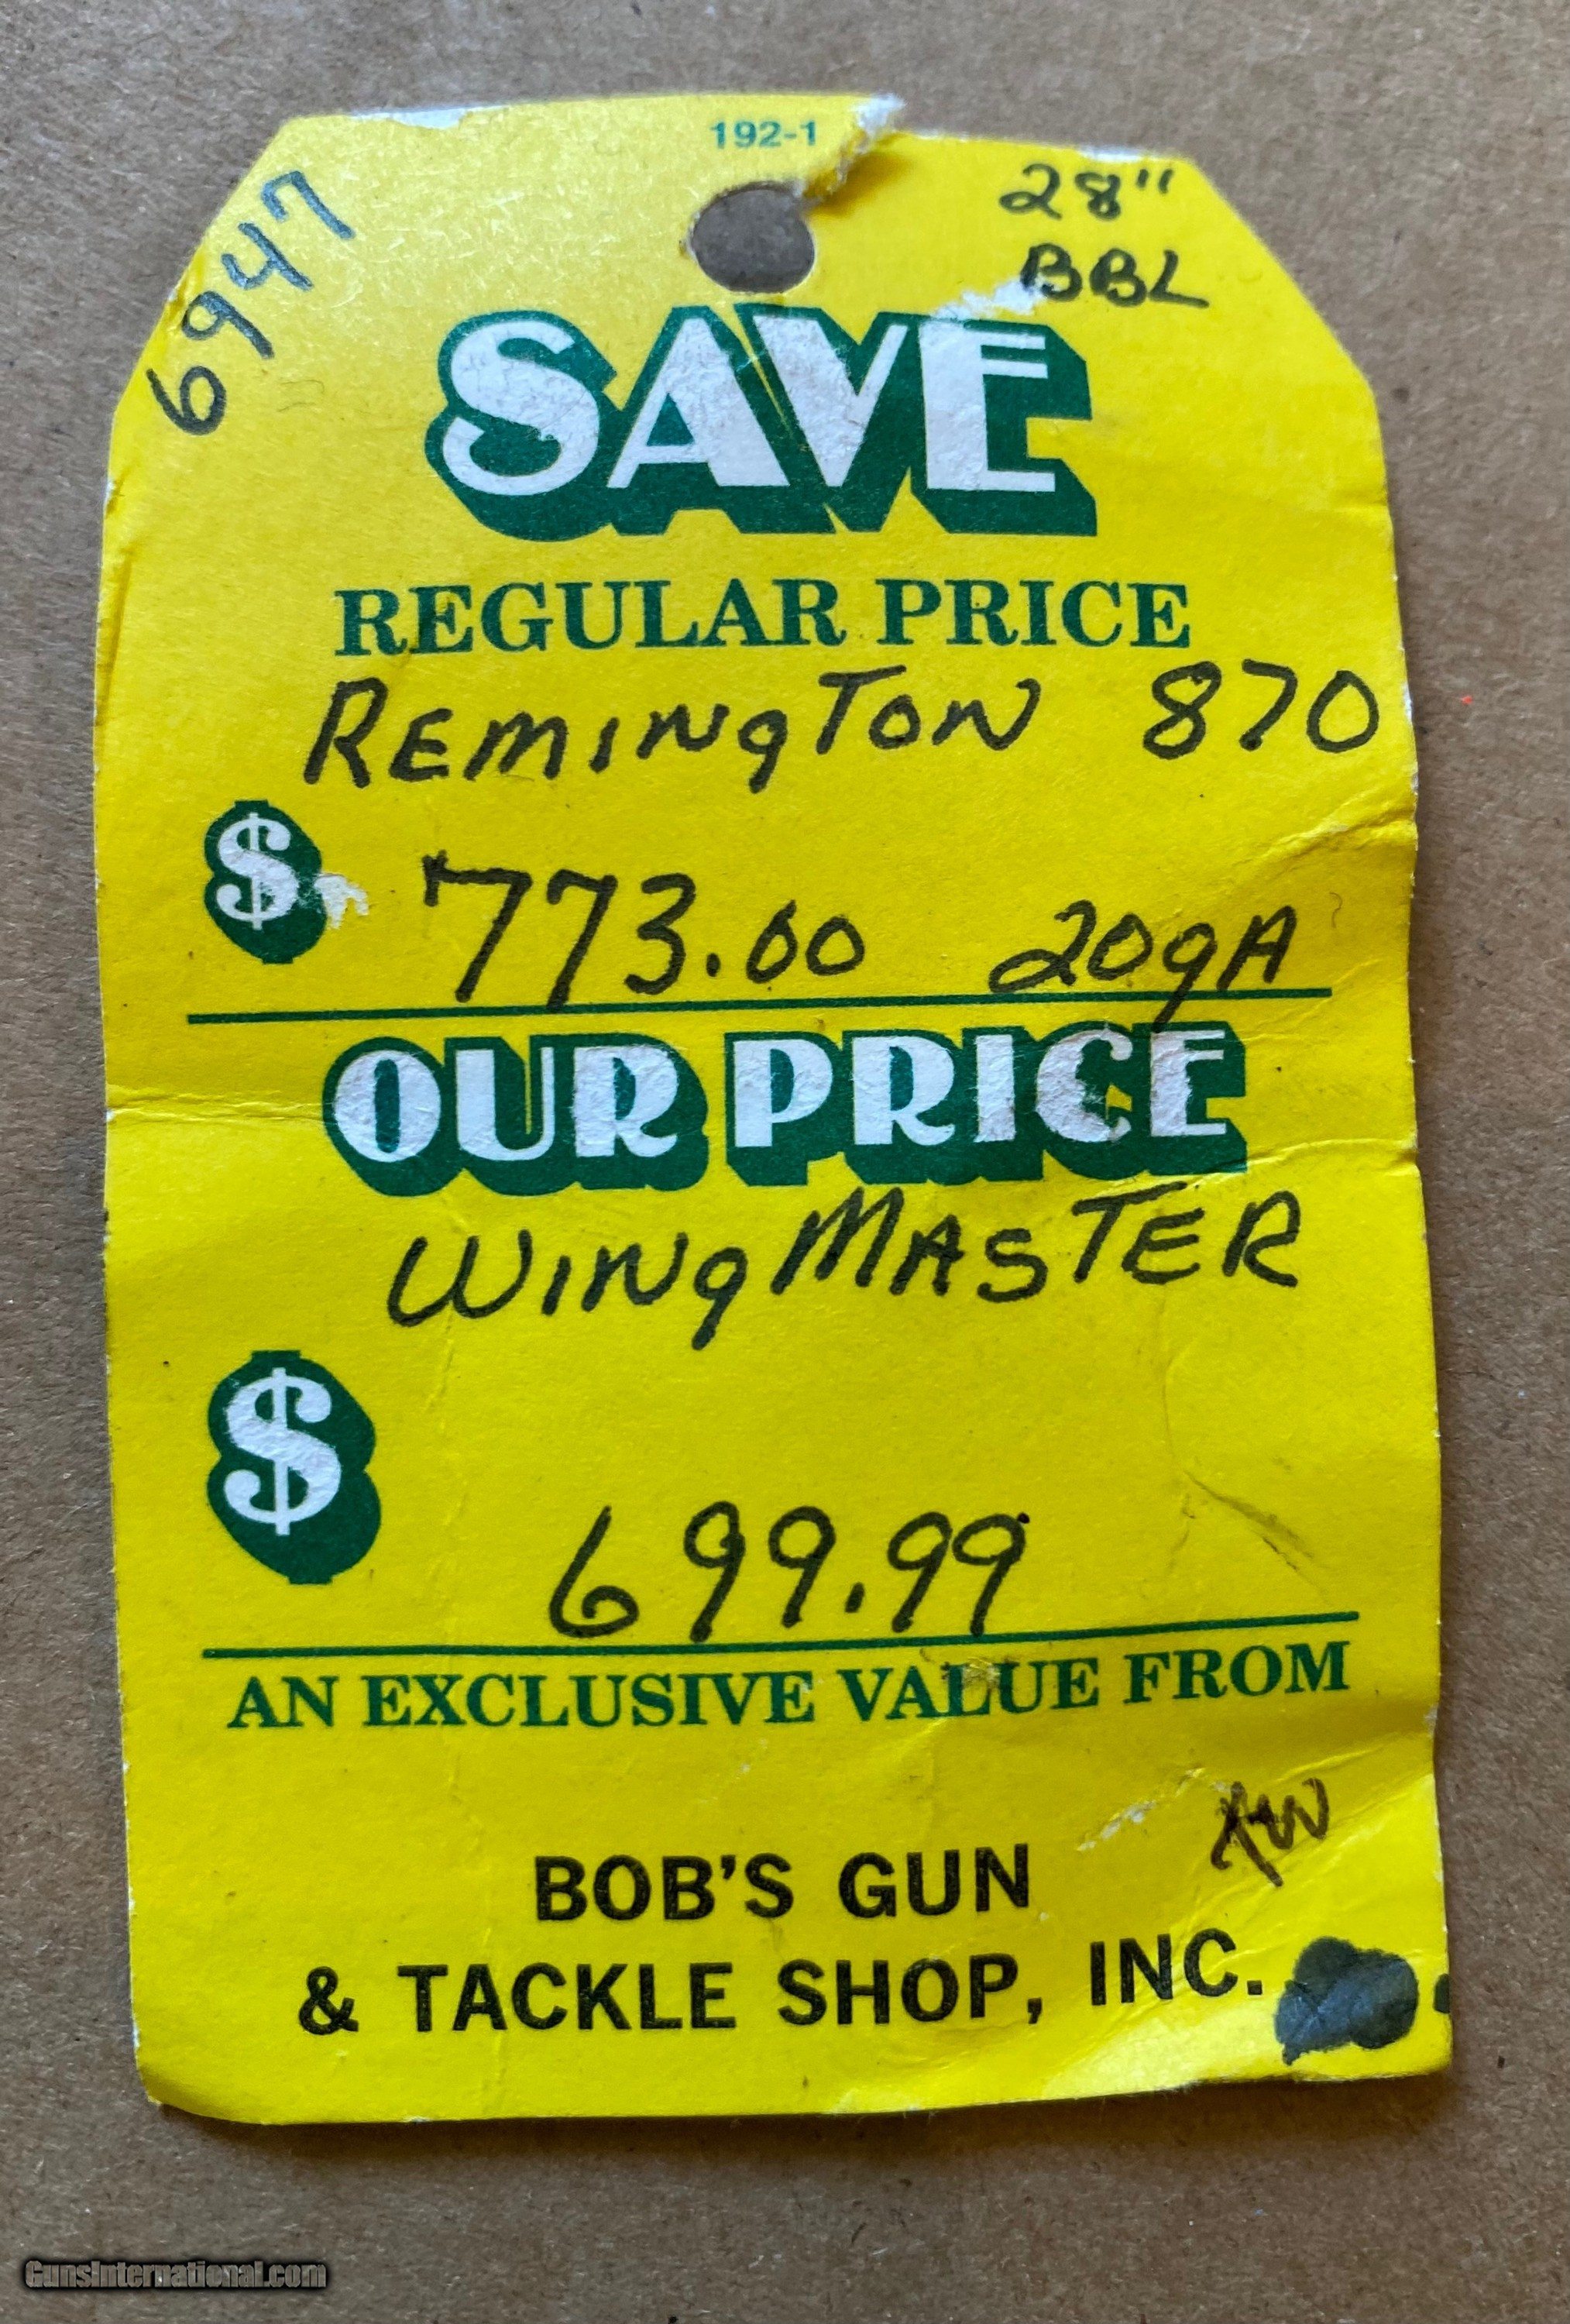 192-1
6947
28"
BBL
SAVE
REGULAR PRICE
REMINgTON 870
$ 773.00 20gA
OUR PRICE
WINgMASTER
$ 699.99
AN EXCLUSIVE VALUE FROM
BOB'S GUN
& TACKLE SHOP, INC.
GunsInternational.com